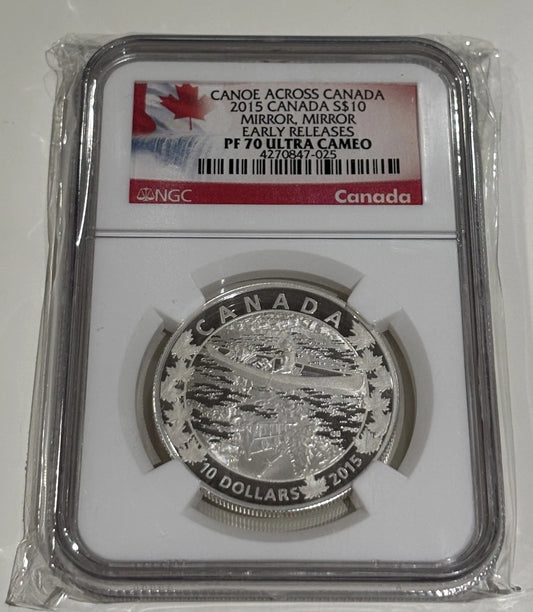 CANOE ACROSS CANADA
2015 CANADA S$10
MIRROR, MIRROR
EARLY RELEASES
PF 70 ULTRA CAMEO
4270847-025
NGC
Canada
CANADA
10 DOLLARS 2015